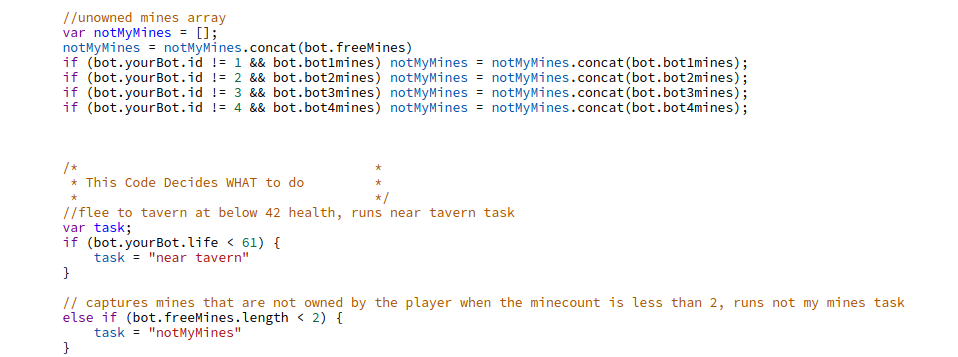 //unowned mines array
var notMyMines = [];
notMyMines = notMyMines.concat(bot.freeMines)
if (bot.yourBot.id != 1 && bot.bot1mines) notMyMines = notMyMines.concat(bot.bot1mines);
if (bot.yourBot.id != 2 && bot.bot2mines) notMyMines = notMyMines.concat(bot.bot2mines);
if (bot.yourBot.id != 3 && bot.bot3mines) notMyMines = notMyMines.concat(bot.bot3mines);
if (bot.yourBot.id != 4 && bot.bot4mines) notMyMines = notMyMines.concat(bot.bot4mines);
/*                                       *
 * This Code Decides WHAT to do          *
 *                                       */
//flee to tavern at below 42 health, runs near tavern task
var task;
if (bot.yourBot.life < 61) {
    task = "near tavern"
}
// captures mines that are not owned by the player when the minecount is less than 2, runs not my mines task
else if (bot.freeMines.length < 2) {
    task = "notMyMines"
}